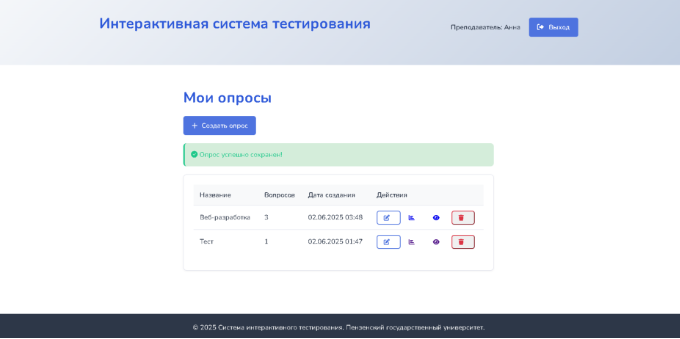 Интерактивная система тестирования
Преподаватель: Анна
Выход
Мои опросы
Создать опрос
Опрос успешно сохранен!
Название Вопросов Дата создания Действия
Веб-разработка 3 02.06.2025 03:48
Тест 1 02.06.2025 01:47
© 2025 Система интерактивного тестирования. Пензенский государственный университет.